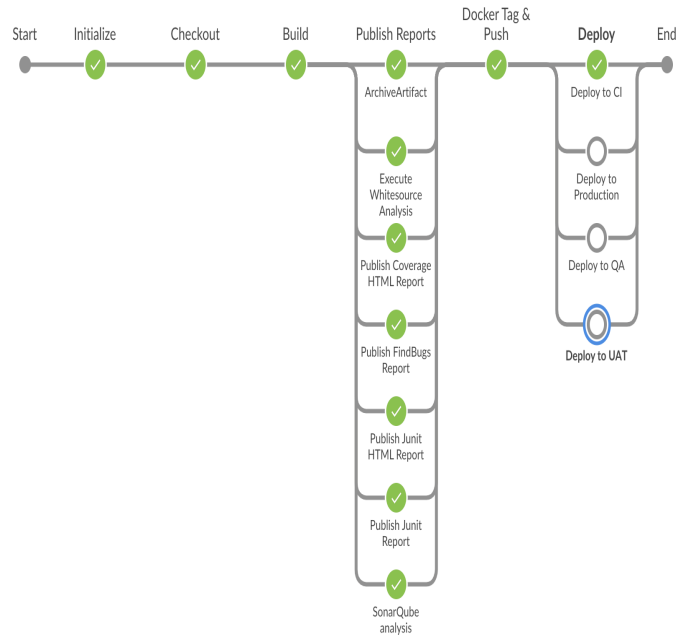 Start
Initialize
Checkout
Build
Publish Reports
Docker Tag &
Push
Deploy
End
ArchiveArtifact
Execute
Whitesource
Analysis
Publish Coverage
HTML Report
Publish FindBugs
Report
Publish Junit
HTML Report
Publish Junit
Report
SonarQube
analysis
Deploy to CI
Deploy to
Production
Deploy to QA
Deploy to UAT